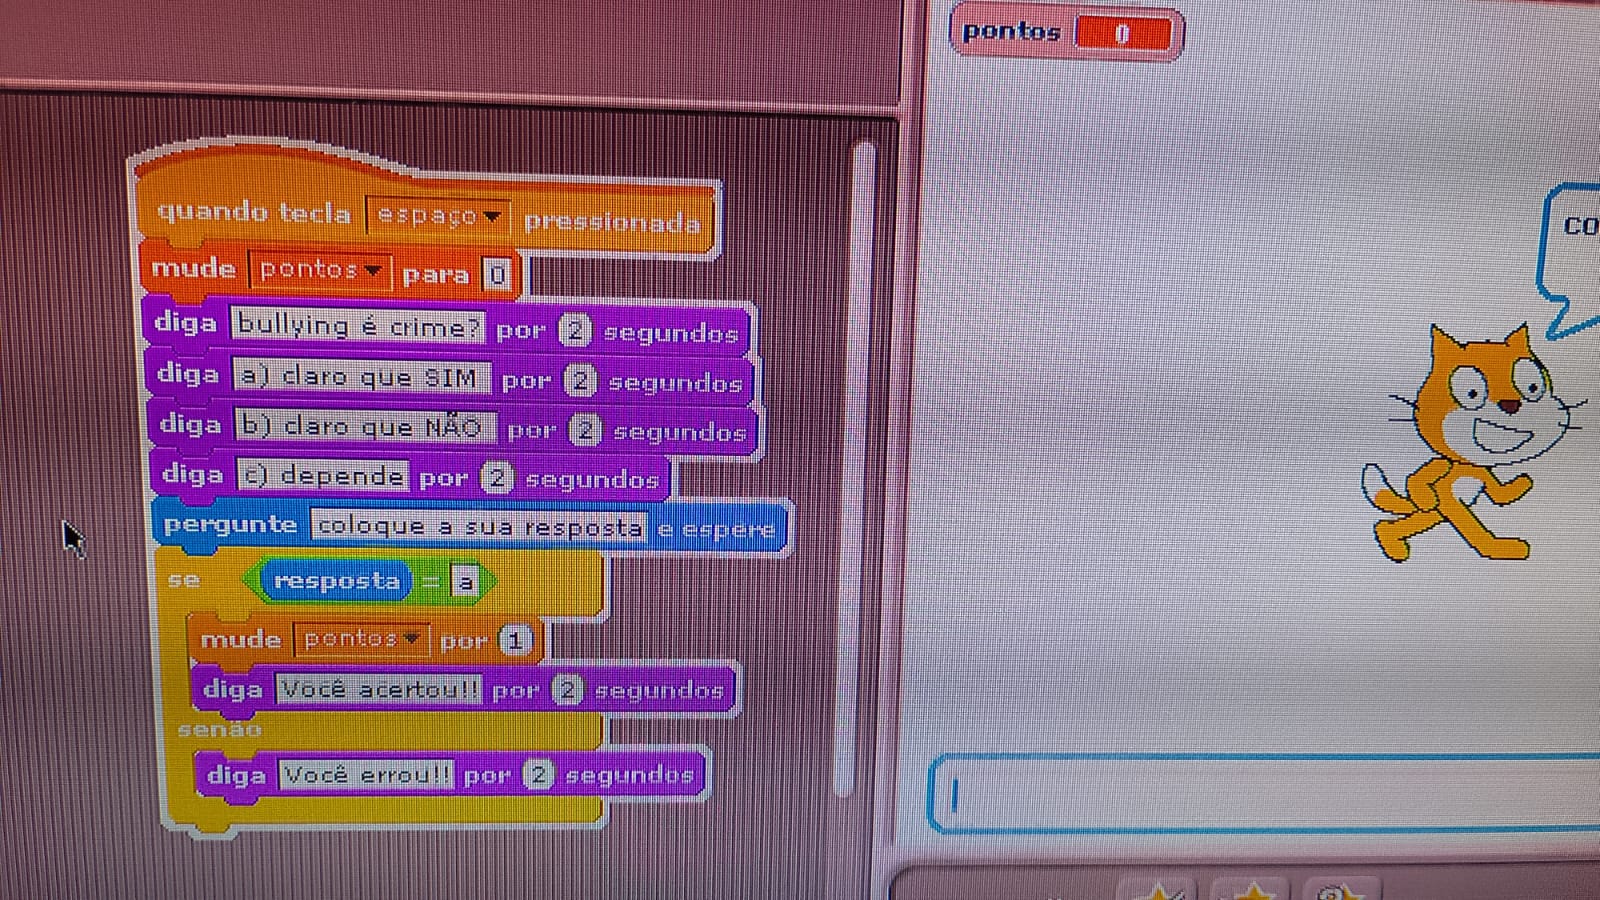 quando tecla espaço pressionada
mude pontos para 0
diga bullying é crime? por 2 segundos
diga a) claro que SIM por 2 segundos
diga b) claro que NÃO por 2 segundos
diga c) depende por 2 segundos
pergunte coloque a sua resposta e espere
se resposta = a
mude pontos por 1
diga Você acertou!! por 2 segundos
senão
diga Você errou!! por 2 segundos
pontos 0
co